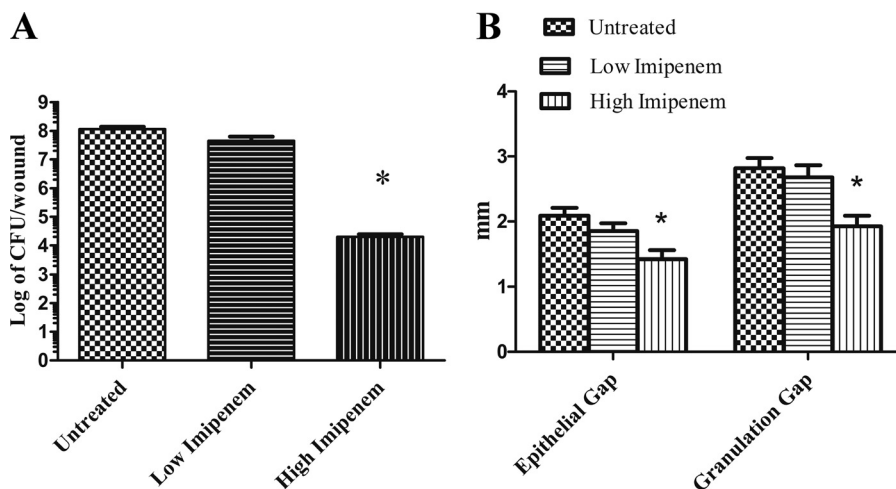 A
Log of CFU/wouund
9
8
7
6
5
4
3
2
1
0
*
Untreated
Low Imipenem
High Imipenem
B
Untreated
Low Imipenem
High Imipenem
mm
4
3
2
1
0
*
*
Epithelial Gap
Granulation Gap